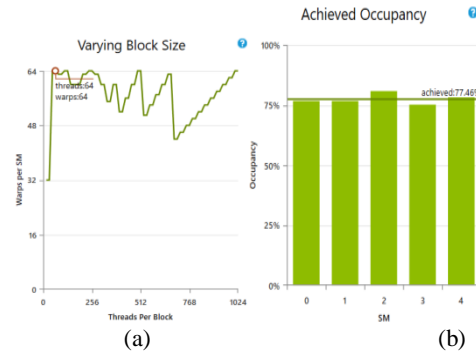 Varying Block Size
?
Warps per SM
64
48
32
16
0
threads:64
warps:64
0 256 512 768 1024
Threads Per Block
(a)
Achieved Occupancy
?
Occupancy
100%
75%
50%
25%
0%
achieved:77.46%
0 1 2 3 4
SM
(b)